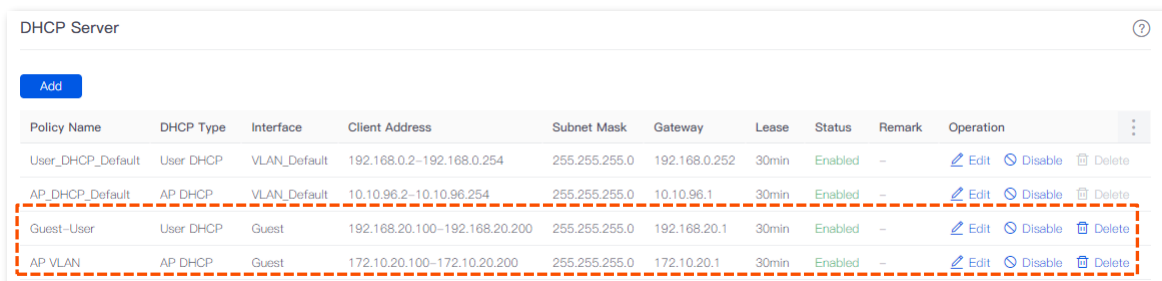 DHCP Server
?
Add
Policy Name DHCP Type Interface Client Address Subnet Mask Gateway Lease Status Remark Operation
User_DHCP_Default User DHCP VLAN_Default 192.168.0.2-192.168.0.254 255.255.255.0 192.168.0.252 30min Enabled - Edit Disable Delete
AP_DHCP_Default AP DHCP VLAN_Default 10.10.96.2-10.10.96.254 255.255.255.0 10.10.96.1 30min Enabled - Edit Disable Delete
Guest-User User DHCP Guest 192.168.20.100-192.168.20.200 255.255.255.0 192.168.20.1 30min Enabled - Edit Disable Delete
AP VLAN AP DHCP Guest 172.10.20.100-172.10.20.200 255.255.255.0 172.10.20.1 30min Enabled - Edit Disable Delete